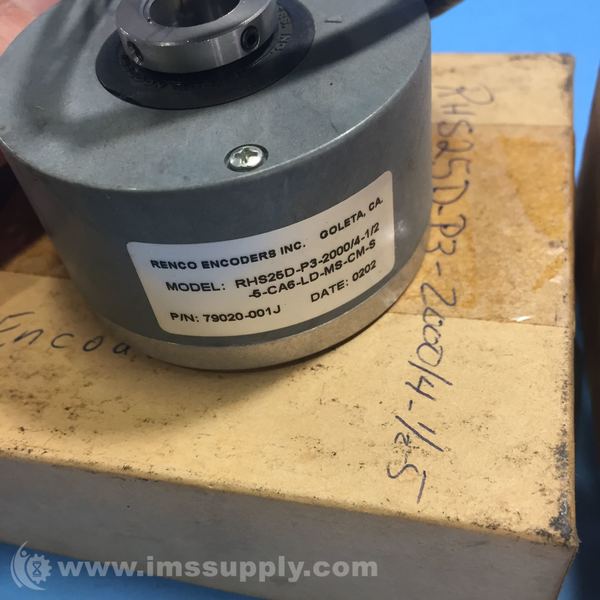 RENCO ENCODERS INC. GOLETA, CA.
MODEL: RHS25D-P3-2000/4-1/2
-5-CA6-LD-MS-CM-S
P/N: 79020-001J DATE: 0202
RHS25D-P3-2000/4-1/2-5
Encod
www.imssupply.com